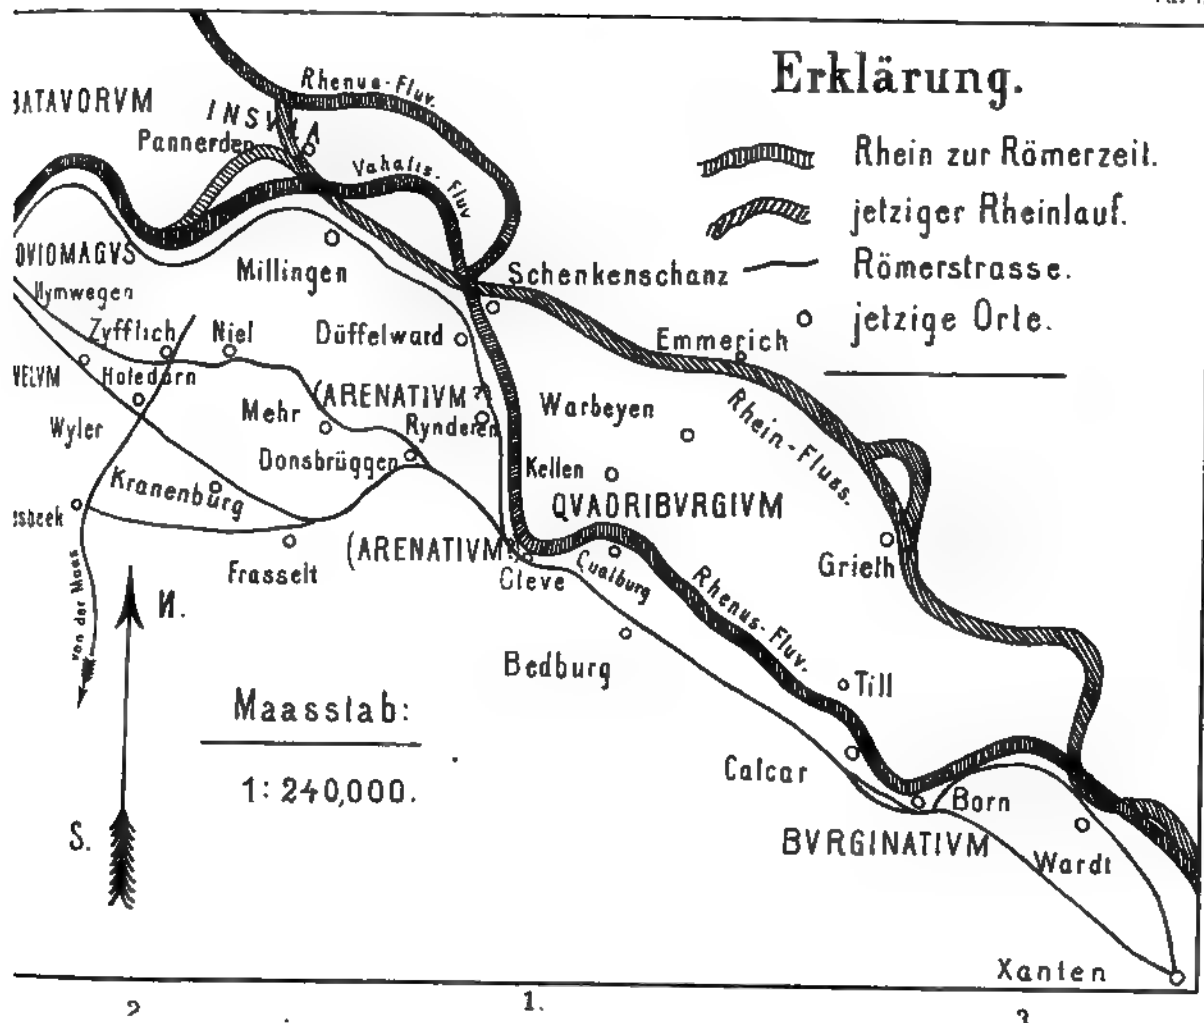 Erklärung.
Rhein zur Römerzeit.
jetziger Rheinlauf.
Römerstrasse.
jetzige Orte.
BATAVORVM
INSVLA
Rhenus-Fluv.
Pannerden
Vahalis-Fluv
OVIOMAGVS
Nymwegen
Millingen
Schenkenschanz
Zyfflich
Niel
Düffelward
Emmerich
VELVM
Hofedorn
(ARENATIVM?
Wyler
Mehr
Rynderen
Warbeyen
Rhein-Fluss.
Donsbrüggen
Kellen
Kranenburg
QVADRIBVRGIVM
sbeek
(ARENATIVM?
Grieth
Frasselt
Cleve
Qualburg
Rhenus-Fluv.
von der Maas
N.
Bedburg
Till
Maasstab:
1:240,000.
Calcar
Born
S.
BVRGINATIVM
Wardt
Xanten
2
1.
3